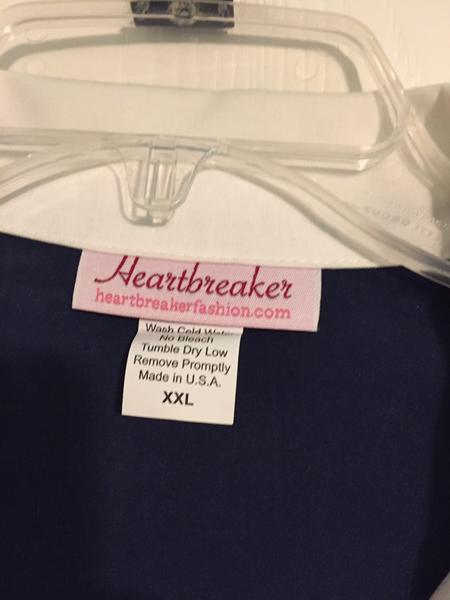 Heartbreaker
heartbreakerfashion.com
Wash Cold Water
No Bleach
Tumble Dry Low
Remove Promptly
Made in U.S.A.
XXL